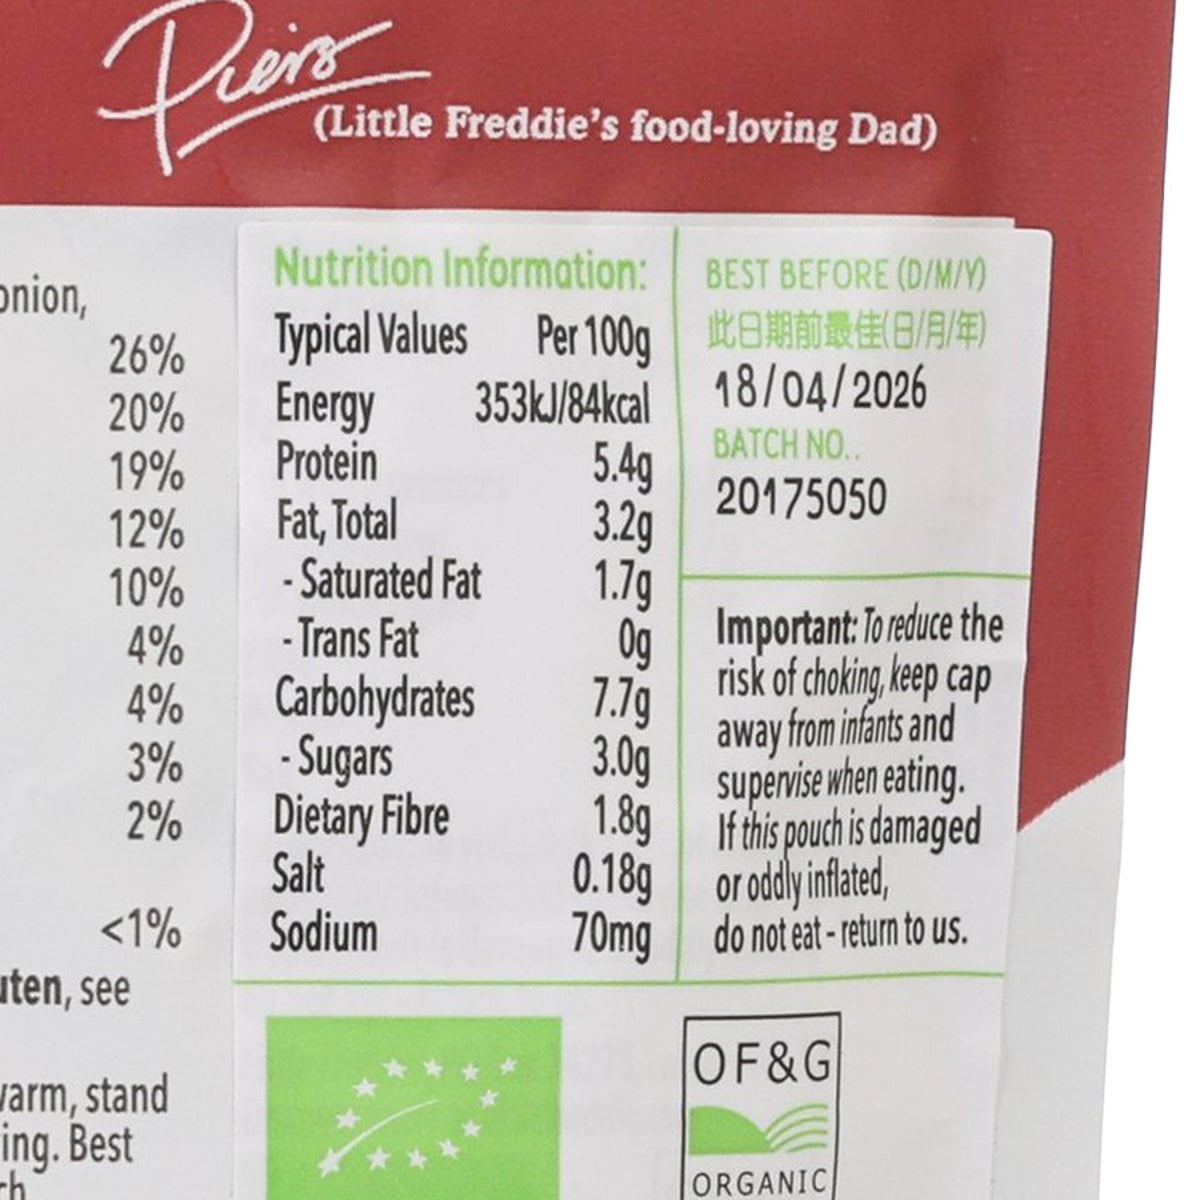 Piers
(Little Freddie's food-loving Dad)
onion,
26%
20%
19%
12%
10%
4%
4%
3%
2%
<1%
uten, see
warm, stand
ing. Best
Nutrition Information:
Typical Values Per 100g
Energy 353kJ/84kcal
Protein 5.4g
Fat, Total 3.2g
- Saturated Fat 1.7g
- Trans Fat 0g
Carbohydrates 7.7g
- Sugars 3.0g
Dietary Fibre 1.8g
Salt 0.18g
Sodium 70mg
BEST BEFORE (D/M/Y)
此日期前最佳(日/月/年)
18/04/2026
BATCH NO..
20175050
Important: To reduce the
risk of choking, keep cap
away from infants and
supervise when eating.
If this pouch is damaged
or oddly inflated,
do not eat - return to us.
OF&G
ORGANIC